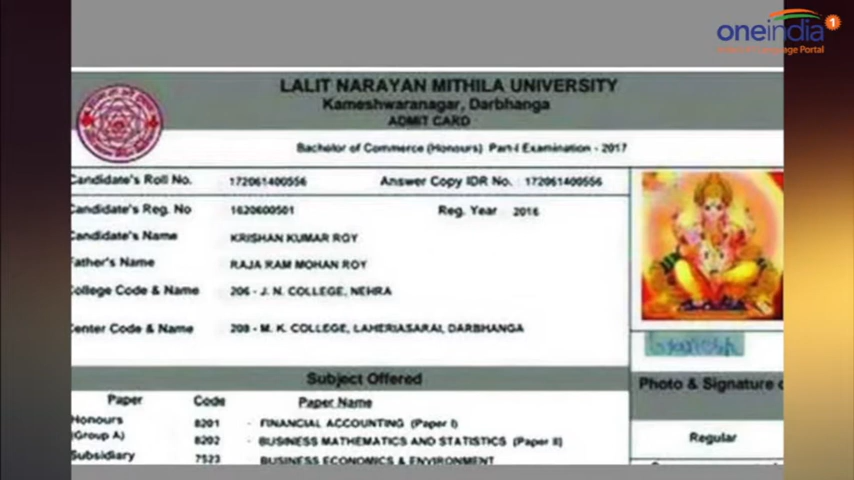 oneindia 1
LALIT NARAYAN MITHILA UNIVERSITY
Kameshwaranagar, Darbhanga
ADMIT CARD
Bachelor of Commerce (Honours) Part-I Examination - 2017
Candidate's Roll No. 172061400556 Answer Copy IDR No. 172061400556
Candidate's Reg. No 1620600501 Reg. Year 2016
Candidate's Name KRISHAN KUMAR ROY
Father's Name RAJA RAM MOHAN ROY
College Code & Name 206 - J. N. COLLEGE, NEHRA
Center Code & Name 208 - M. K. COLLEGE, LAHERIASARAI, DARBHANGA
Ganesh
Subject Offered
Photo & Signature
Paper Code Paper Name
Honours 8201 - FINANCIAL ACCOUNTING (Paper I)
(Group A) 8202 - BUSINESS MATHEMATICS AND STATISTICS (Paper II)
Regular
Subsidiary 7523 BUSINESS ECONOMICS & ENVIRONMENT